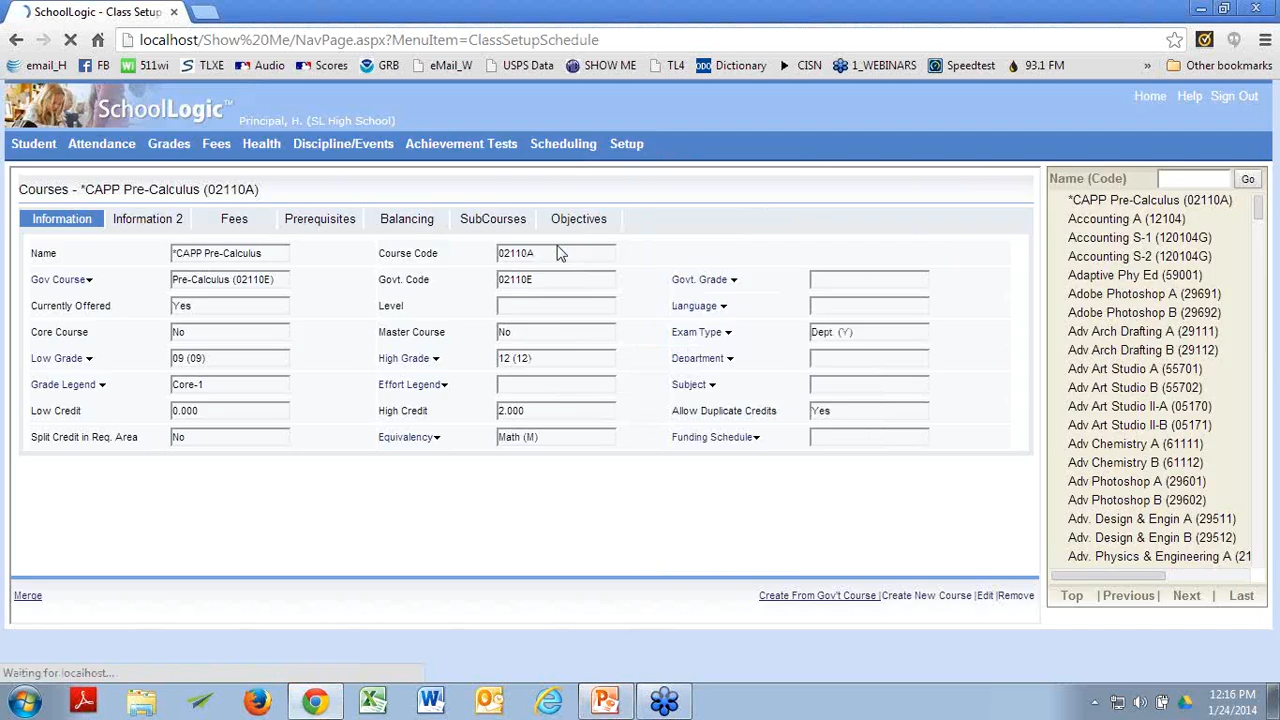 SchoolLogic - Class Setup
localhost/Show%20Me/NavPage.aspx?MenuItem=ClassSetupSchedule
email_H FB 511wi TLXE Audio Scores GRB eMail_W USPS Data SHOW ME TL4 Dictionary CISN 1_WEBINARS Speedtest 93.1 FM » Other bookmarks
SchoolLogic™
Principal, H. (SL High School)
Home Help Sign Out
Student Attendance Grades Fees Health Discipline/Events Achievement Tests Scheduling Setup
Courses - *CAPP Pre-Calculus (02110A)
Information Information 2 Fees Prerequisites Balancing SubCourses Objectives
Name *CAPP Pre-Calculus Course Code 02110A
Gov Course Pre-Calculus (02110E) Govt. Code 02110E Govt. Grade
Currently Offered Yes Level Language
Core Course No Master Course No Exam Type Dept. (Y)
Low Grade 09 (09) High Grade 12 (12) Department
Grade Legend Core-1 Effort Legend Subject
Low Credit 0.000 High Credit 2.000 Allow Duplicate Credits Yes
Split Credit in Req. Area No Equivalency Math (M) Funding Schedule
Merge Create From Gov't Course |Create New Course |Edit |Remove
Name (Code) Go
*CAPP Pre-Calculus (02110A)
Accounting A (12104)
Accounting S-1 (120104G)
Accounting S-2 (120604G)
Adaptive Phy Ed (59001)
Adobe Photoshop A (29691)
Adobe Photoshop B (29692)
Adv Arch Drafting A (29111)
Adv Arch Drafting B (29112)
Adv Art Studio A (55701)
Adv Art Studio B (55702)
Adv Art Studio II-A (05170)
Adv Art Studio II-B (05171)
Adv Chemistry A (61111)
Adv Chemistry B (61112)
Adv Photoshop A (29601)
Adv Photoshop B (29602)
Adv. Design & Engin A (29511)
Adv. Design & Engin B (29512)
Adv. Physics & Engineering A (21
Top | Previous | Next | Last
Waiting for localhost...
12:16 PM
1/24/2014